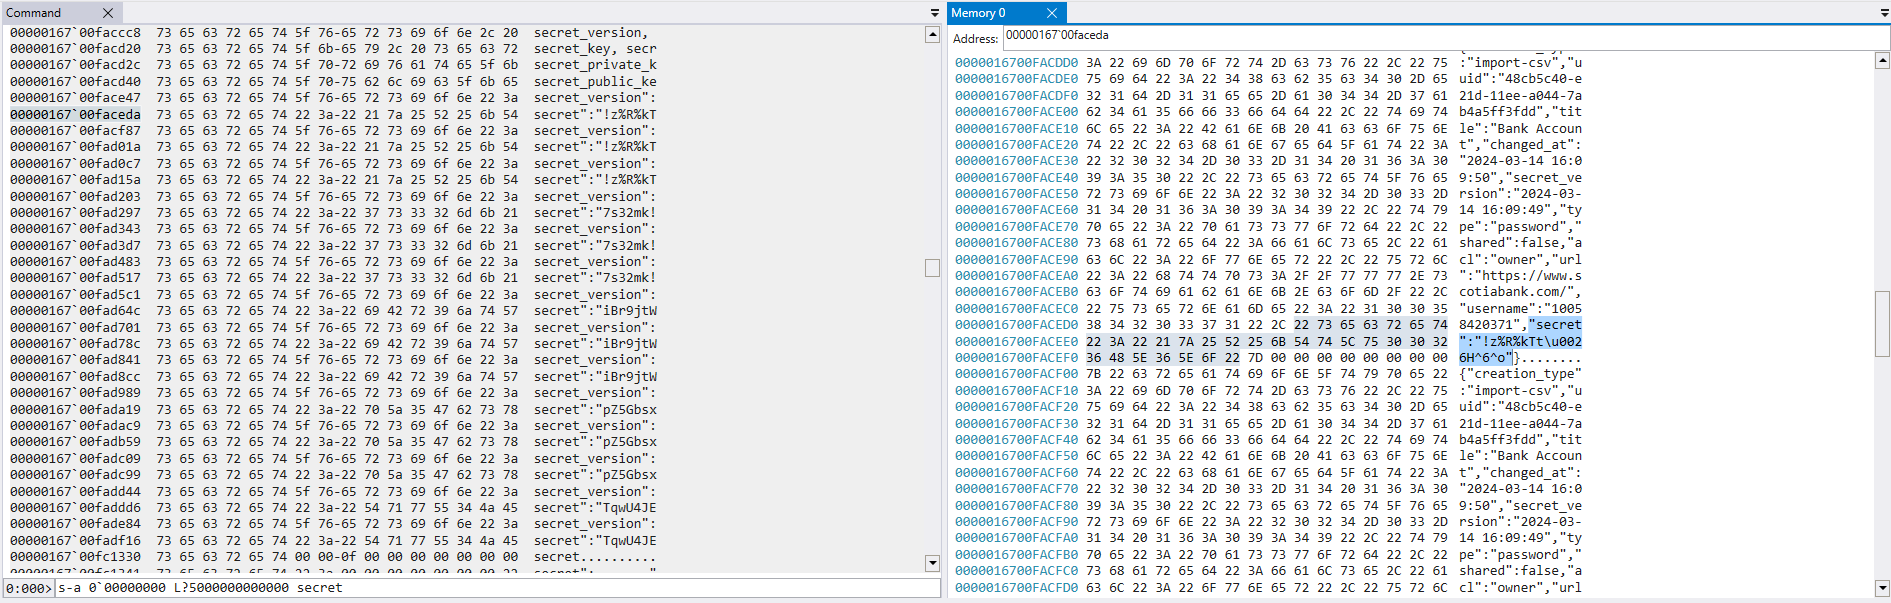 Command
00000167`00faccc8  73 65 63 72 65 74 5f 76-65 72 73 69 6f 6e 2c 20  secret_version,
00000167`00facd20  73 65 63 72 65 74 5f 6b-65 79 2c 20 73 65 63 72  secret_key, secr
00000167`00facd2c  73 65 63 72 65 74 5f 70-72 69 76 61 74 65 5f 6b  secret_private_k
00000167`00facd40  73 65 63 72 65 74 5f 70-75 62 6c 69 63 5f 6b 65  secret_public_ke
00000167`00face47  73 65 63 72 65 74 5f 76-65 72 73 69 6f 6e 22 3a  secret_version":
00000167`00faceda  73 65 63 72 65 74 22 3a-22 21 7a 25 52 25 6b 54  secret":"!z%R%kT
00000167`00facf87  73 65 63 72 65 74 5f 76-65 72 73 69 6f 6e 22 3a  secret_version":
00000167`00fad01a  73 65 63 72 65 74 22 3a-22 21 7a 25 52 25 6b 54  secret":"!z%R%kT
00000167`00fad0c7  73 65 63 72 65 74 5f 76-65 72 73 69 6f 6e 22 3a  secret_version":
00000167`00fad15a  73 65 63 72 65 74 22 3a-22 21 7a 25 52 25 6b 54  secret":"!z%R%kT
00000167`00fad203  73 65 63 72 65 74 5f 76-65 72 73 69 6f 6e 22 3a  secret_version":
00000167`00fad297  73 65 63 72 65 74 22 3a-22 37 73 33 32 6d 6b 21  secret":"7s32mk!
00000167`00fad343  73 65 63 72 65 74 5f 76-65 72 73 69 6f 6e 22 3a  secret_version":
00000167`00fad3d7  73 65 63 72 65 74 22 3a-22 37 73 33 32 6d 6b 21  secret":"7s32mk!
00000167`00fad483  73 65 63 72 65 74 5f 76-65 72 73 69 6f 6e 22 3a  secret_version":
00000167`00fad517  73 65 63 72 65 74 22 3a-22 37 73 33 32 6d 6b 21  secret":"7s32mk!
00000167`00fad5c1  73 65 63 72 65 74 5f 76-65 72 73 69 6f 6e 22 3a  secret_version":
00000167`00fad64c  73 65 63 72 65 74 22 3a-22 69 42 72 39 6a 74 57  secret":"iBr9jtW
00000167`00fad701  73 65 63 72 65 74 5f 76-65 72 73 69 6f 6e 22 3a  secret_version":
00000167`00fad78c  73 65 63 72 65 74 22 3a-22 69 42 72 39 6a 74 57  secret":"iBr9jtW
00000167`00fad841  73 65 63 72 65 74 5f 76-65 72 73 69 6f 6e 22 3a  secret_version":
00000167`00fad8cc  73 65 63 72 65 74 22 3a-22 69 42 72 39 6a 74 57  secret":"iBr9jtW
00000167`00fad989  73 65 63 72 65 74 5f 76-65 72 73 69 6f 6e 22 3a  secret_version":
00000167`00fada19  73 65 63 72 65 74 22 3a-22 70 5a 35 47 62 73 78  secret":"pZ5Gbsx
00000167`00fadac9  73 65 63 72 65 74 5f 76-65 72 73 69 6f 6e 22 3a  secret_version":
00000167`00fadb59  73 65 63 72 65 74 22 3a-22 70 5a 35 47 62 73 78  secret":"pZ5Gbsx
00000167`00fadc09  73 65 63 72 65 74 5f 76-65 72 73 69 6f 6e 22 3a  secret_version":
00000167`00fadc99  73 65 63 72 65 74 22 3a-22 70 5a 35 47 62 73 78  secret":"pZ5Gbsx
00000167`00fadd44  73 65 63 72 65 74 5f 76-65 72 73 69 6f 6e 22 3a  secret_version":
00000167`00faddd6  73 65 63 72 65 74 22 3a-22 54 71 77 55 34 4a 45  secret":"TqwU4JE
00000167`00fade84  73 65 63 72 65 74 5f 76-65 72 73 69 6f 6e 22 3a  secret_version":
00000167`00fadf16  73 65 63 72 65 74 22 3a-22 54 71 77 55 34 4a 45  secret":"TqwU4JE
00000167`00fc1330  73 65 63 72 65 74 00 00-0f 00 00 00 00 00 00 00  secret..........
0:000> s-a 0`00000000 L?5000000000000 secret
Memory 0
Address: 00000167`00faceda
0000016700FACDD0 3A 22 69 6D 70 6F 72 74 2D 63 73 76 22 2C 22 75 :"import-csv","u
0000016700FACDE0 75 69 64 22 3A 22 34 38 63 62 35 63 34 30 2D 65 uid":"48cb5c40-e
0000016700FACDF0 32 31 64 2D 31 31 65 65 2D 61 30 34 34 2D 37 61 21d-11ee-a044-7a
0000016700FACE00 62 34 61 35 66 66 33 66 64 64 22 2C 22 74 69 74 b4a5ff3fdd","tit
0000016700FACE10 6C 65 22 3A 22 42 61 6E 6B 20 41 63 63 6F 75 6E le":"Bank Accoun
0000016700FACE20 74 22 2C 22 63 68 61 6E 67 65 64 5F 61 74 22 3A t","changed_at":
0000016700FACE30 22 32 30 32 34 2D 30 33 2D 31 34 20 31 36 3A 30 "2024-03-14 16:0
0000016700FACE40 39 3A 35 30 22 2C 22 73 65 63 72 65 74 5F 76 65 9:50","secret_ve
0000016700FACE50 72 73 69 6F 6E 22 3A 22 32 30 32 34 2D 30 33 2D rsion":"2024-03-
0000016700FACE60 31 34 20 31 36 3A 30 39 3A 34 39 22 2C 22 74 79 14 16:09:49","ty
0000016700FACE70 70 65 22 3A 22 70 61 73 73 77 6F 72 64 22 2C 22 pe":"password","
0000016700FACE80 73 68 61 72 65 64 22 3A 66 61 6C 73 65 2C 22 61 shared":false,"a
0000016700FACE90 63 6C 22 3A 22 6F 77 6E 65 72 22 2C 22 75 72 6C cl":"owner","url
0000016700FACEA0 22 3A 22 68 74 74 70 73 3A 2F 2F 77 77 77 2E 73 ":"https://www.s
0000016700FACEB0 63 6F 74 69 61 62 61 6E 6B 2E 63 6F 6D 2F 22 2C cotiabank.com/",
0000016700FACEC0 22 75 73 65 72 6E 61 6D 65 22 3A 22 31 30 30 35 "username":"1005
0000016700FACED0 38 34 32 30 33 37 31 22 2C 22 73 65 63 72 65 74 8420371","secret
0000016700FACEE0 22 3A 22 21 7A 25 52 25 6B 54 74 5C 75 30 30 32 ":"!z%R%kTt\u002
0000016700FACEF0 36 48 5E 36 5E 6F 22 7D 00 00 00 00 00 00 00 00 6H^6^o"}........
0000016700FACF00 7B 22 63 72 65 61 74 69 6F 6E 5F 74 79 70 65 22 {"creation_type"
0000016700FACF10 3A 22 69 6D 70 6F 72 74 2D 63 73 76 22 2C 22 75 :"import-csv","u
0000016700FACF20 75 69 64 22 3A 22 34 38 63 62 35 63 34 30 2D 65 uid":"48cb5c40-e
0000016700FACF30 32 31 64 2D 31 31 65 65 2D 61 30 34 34 2D 37 61 21d-11ee-a044-7a
0000016700FACF40 62 34 61 35 66 66 33 66 64 64 22 2C 22 74 69 74 b4a5ff3fdd","tit
0000016700FACF50 6C 65 22 3A 22 42 61 6E 6B 20 41 63 63 6F 75 6E le":"Bank Accoun
0000016700FACF60 74 22 2C 22 63 68 61 6E 67 65 64 5F 61 74 22 3A t","changed_at":
0000016700FACF70 22 32 30 32 34 2D 30 33 2D 31 34 20 31 36 3A 30 "2024-03-14 16:0
0000016700FACF80 39 3A 35 30 22 2C 22 73 65 63 72 65 74 5F 76 65 9:50","secret_ve
0000016700FACF90 72 73 69 6F 6E 22 3A 22 32 30 32 34 2D 30 33 2D rsion":"2024-03-
0000016700FACFA0 31 34 20 31 36 3A 30 39 3A 34 39 22 2C 22 74 79 14 16:09:49","ty
0000016700FACFB0 70 65 22 3A 22 70 61 73 73 77 6F 72 64 22 2C 22 pe":"password","
0000016700FACFC0 73 68 61 72 65 64 22 3A 66 61 6C 73 65 2C 22 61 shared":false,"a
0000016700FACFD0 63 6C 22 3A 22 6F 77 6E 65 72 22 2C 22 75 72 6C cl":"owner","url